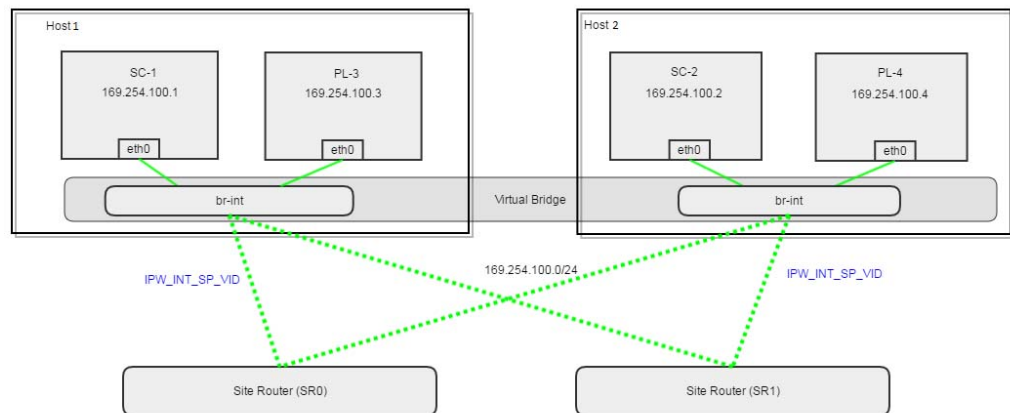 Host 1
Host 2
SC-1
169.254.100.1
PL-3
169.254.100.3
SC-2
169.254.100.2
PL-4
169.254.100.4
eth0
eth0
eth0
eth0
br-int
Virtual Bridge
br-int
169.254.100.0/24
IPW_INT_SP_VID
IPW_INT_SP_VID
Site Router (SR0)
Site Router (SR1)